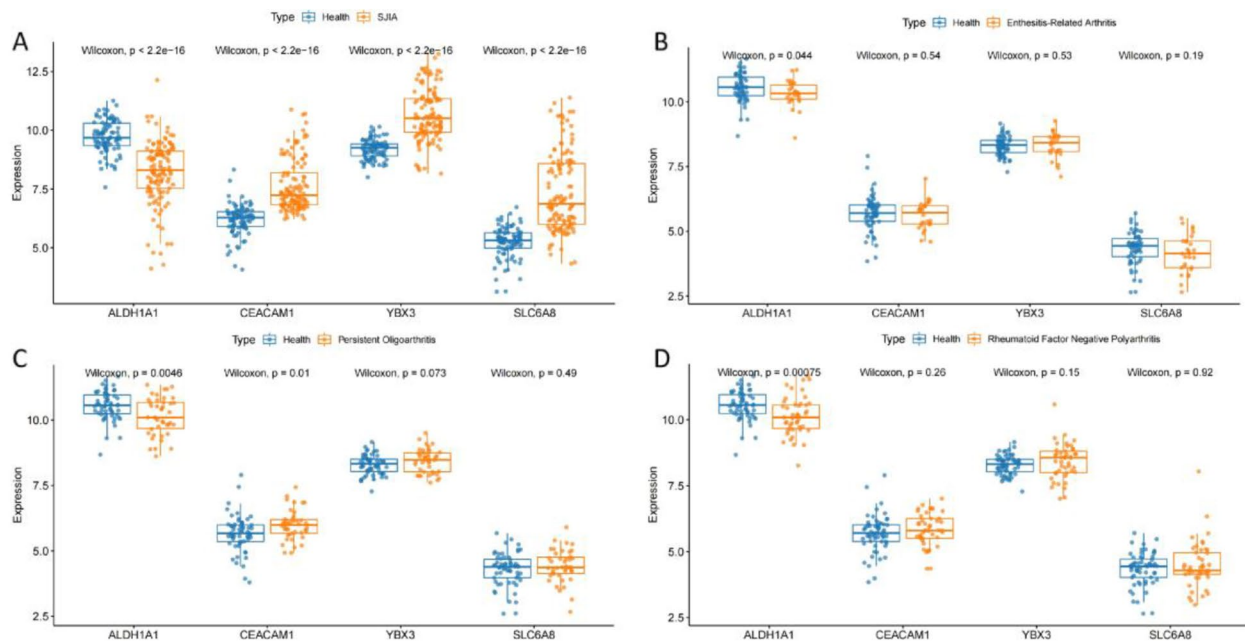 A
Type Health SJIA
Wilcoxon, p < 2.2e−16 Wilcoxon, p < 2.2e−16 Wilcoxon, p < 2.2e−16 Wilcoxon, p < 2.2e−16
12.5
10.0
7.5
5.0
Expression
ALDH1A1 CEACAM1 YBX3 SLC6A8
B
Type Health Enthesitis-Related Arthritis
Wilcoxon, p = 0.044 Wilcoxon, p = 0.54 Wilcoxon, p = 0.53 Wilcoxon, p = 0.19
10.0
7.5
5.0
2.5
Expression
ALDH1A1 CEACAM1 YBX3 SLC6A8
C
Type Health Persistent Oligoarthritis
Wilcoxon, p = 0.0046 Wilcoxon, p = 0.01 Wilcoxon, p = 0.073 Wilcoxon, p = 0.49
10.0
7.5
5.0
2.5
Expression
ALDH1A1 CEACAM1 YBX3 SLC6A8
D
Type Health Rheumatoid Factor Negative Polyarthritis
Wilcoxon, p = 0.00075 Wilcoxon, p = 0.26 Wilcoxon, p = 0.15 Wilcoxon, p = 0.92
10.0
7.5
5.0
2.5
Expression
ALDH1A1 CEACAM1 YBX3 SLC6A8